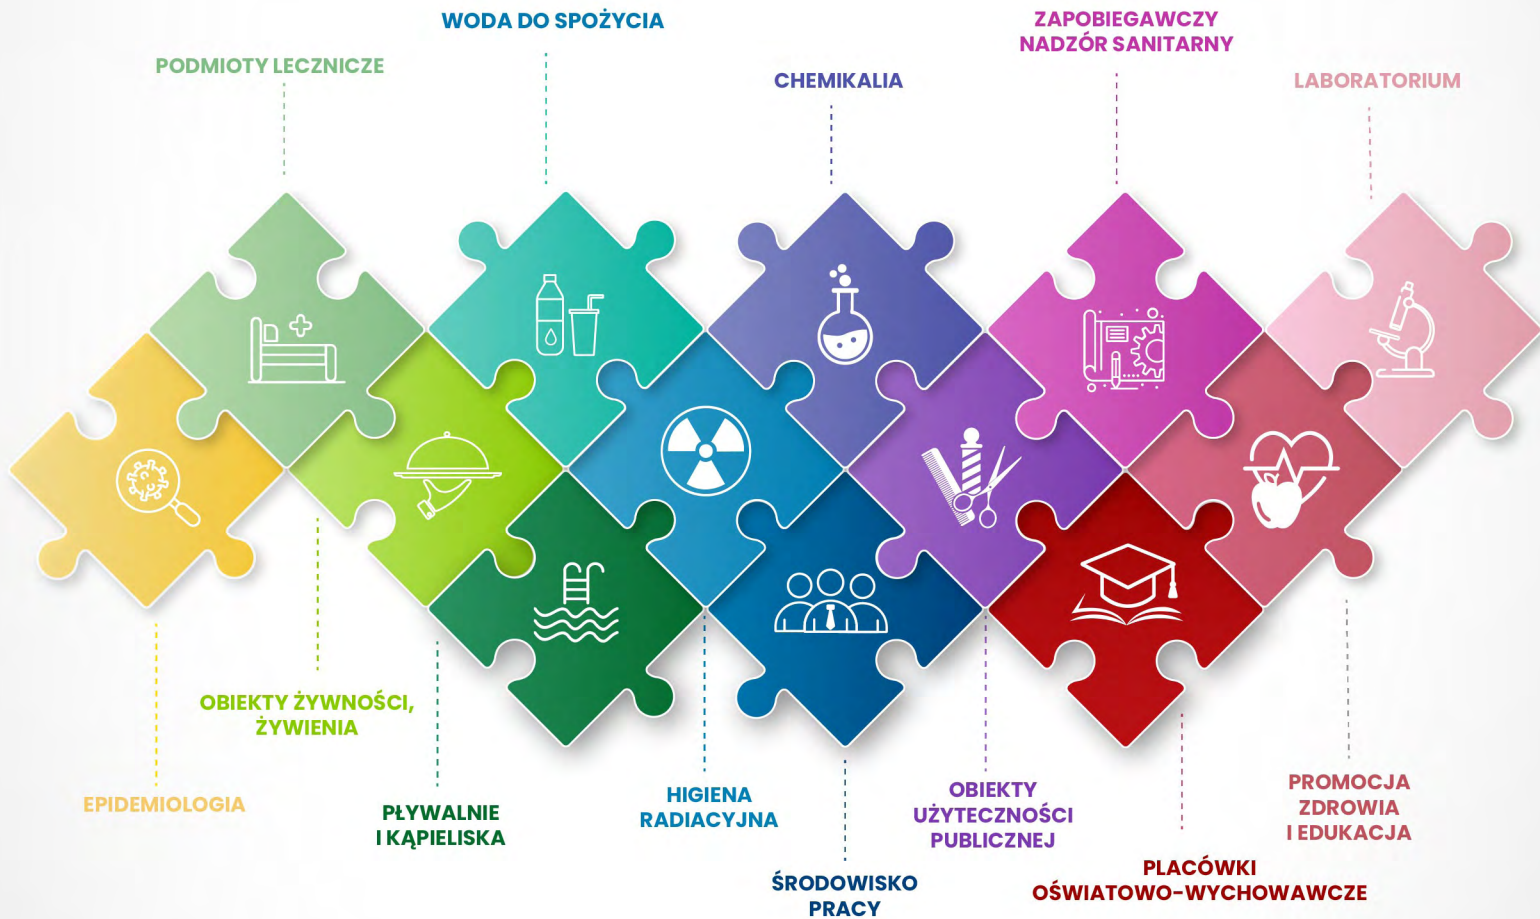 WODA DO SPOŻYCIA
ZAPOBIEGAWCZY
NADZÓR SANITARNY
PODMIOTY LECZNICZE
CHEMIKALIA
LABORATORIUM
OBIEKTY ŻYWNOŚCI,
ŻYWIENIA
EPIDEMIOLOGIA
PŁYWALNIE
I KĄPIELISKA
HIGIENA
RADIACYJNA
OBIEKTY
UŻYTECZNOŚCI
PUBLICZNEJ
PROMOCJA
ZDROWIA
I EDUKACJA
ŚRODOWISKO
PRACY
PLACÓWKI
OŚWIATOWO-WYCHOWAWCZE